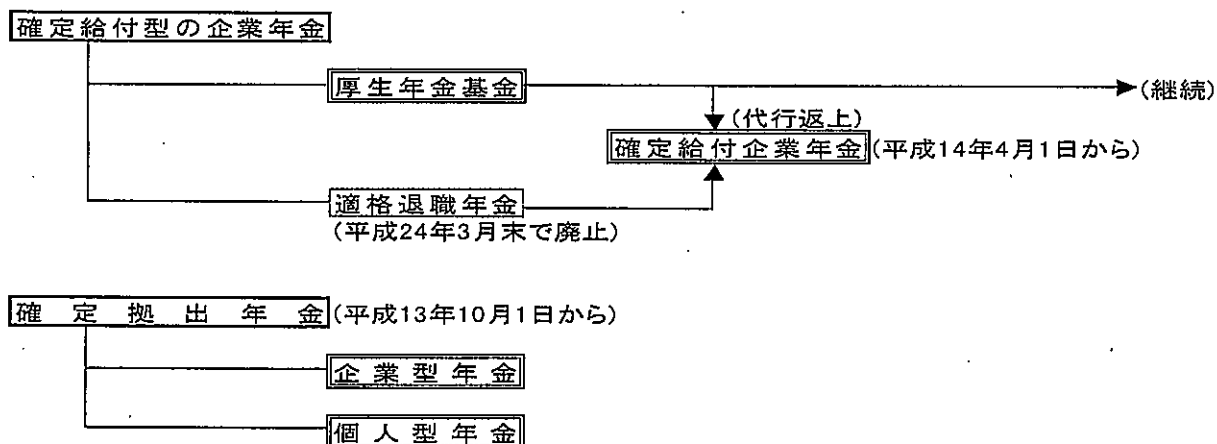 確定給付型の企業年金
厚生年金基金
(継続)
(代行返上)
確定給付企業年金(平成14年4月1日から)
適格退職年金
(平成24年3月末で廃止)
確定拠出年金(平成13年10月1日から)
企業型年金
個人型年金